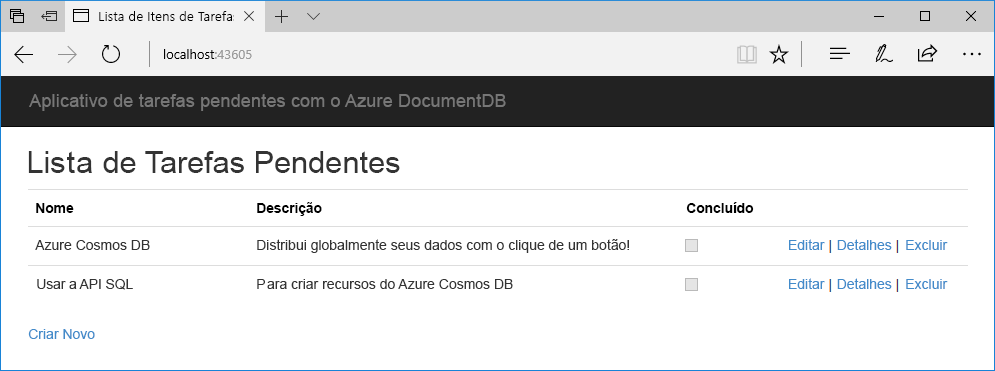 Lista de Itens de Tarefa
localhost:43605
Aplicativo de tarefas pendentes com o Azure DocumentDB
Lista de Tarefas Pendentes
Nome Descrição Concluído
Azure Cosmos DB Distribui globalmente seus dados com o clique de um botão! Editar | Detalhes | Excluir
Usar a API SQL Para criar recursos do Azure Cosmos DB Editar | Detalhes | Excluir
Criar Novo